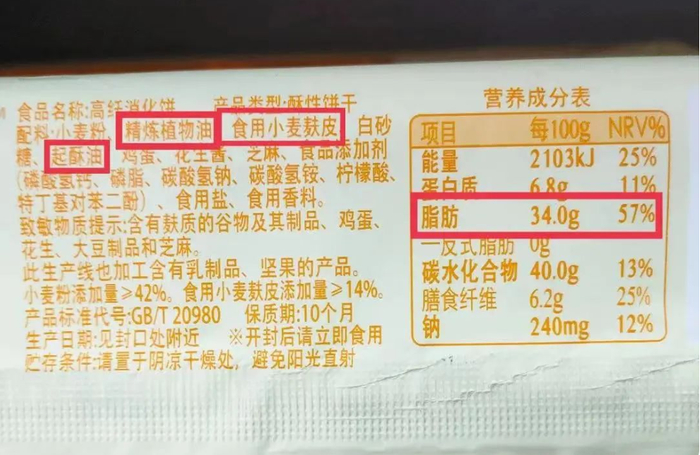 食品名称:高纤消化饼 产品类型:酥性饼干
配料:小麦粉、精炼植物油、食用小麦麸皮、白砂
糖、起酥油、鸡蛋、花生酱、芝麻、食品添加剂
(磷酸氢钙、磷脂、碳酸氢钠、碳酸氢铵、柠檬酸、
特丁基对苯二酚)、食用盐、食用香料。
致敏物质提示:含有麸质的谷物及其制品、鸡蛋、
花生、大豆制品和芝麻。
此生产线也加工含有乳制品、坚果的产品。
小麦粉添加量≥42%。食用小麦麸皮添加量≥14%。
产品标准代号:GB/T 20980 保质期:10个月
生产日期:见封口处附近 ※开封后请立即食用
贮存条件:请置于阴凉干燥处,避免阳光直射
营养成分表
项目 每100g NRV%
能量 2103kJ 25%
蛋白质 6.8g 11%
脂肪 34.0g 57%
一反式脂肪 0g
碳水化合物 40.0g 13%
膳食纤维 6.2g 25%
钠 240mg 12%